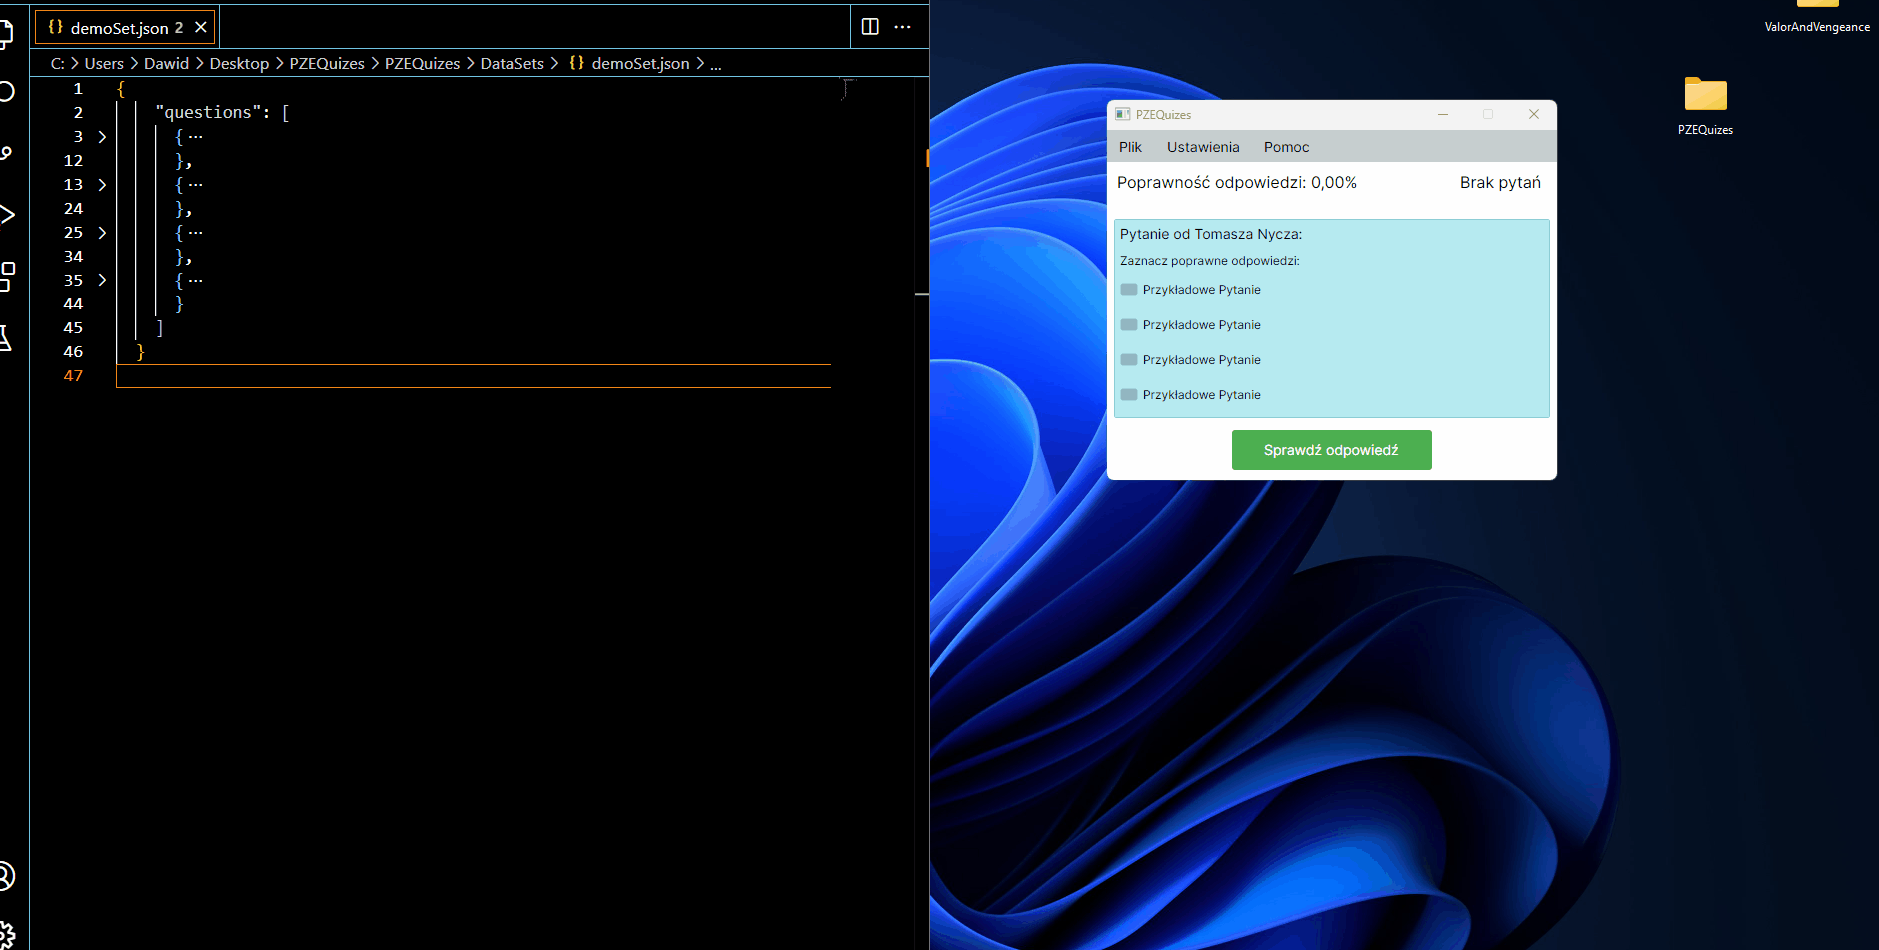 {} demoSet.json 2 ×
C: > Users > Dawid > Desktop > PZEQuizes > PZEQuizes > DataSets > {} demoSet.json > ...
1 {
2 "questions": [
3 > { ...
12 },
13 > { ...
24 },
25 > { ...
34 },
35 > { ...
44 }
45 ]
46 }
47
ValorAndVengeance
PZEQuizes
PZEQuizes
Plik Ustawienia Pomoc
Poprawność odpowiedzi: 0,00% Brak pytań
Pytanie od Tomasza Nycza:
Zaznacz poprawne odpowiedzi:
Przykładowe Pytanie
Przykładowe Pytanie
Przykładowe Pytanie
Przykładowe Pytanie
Sprawdź odpowiedź